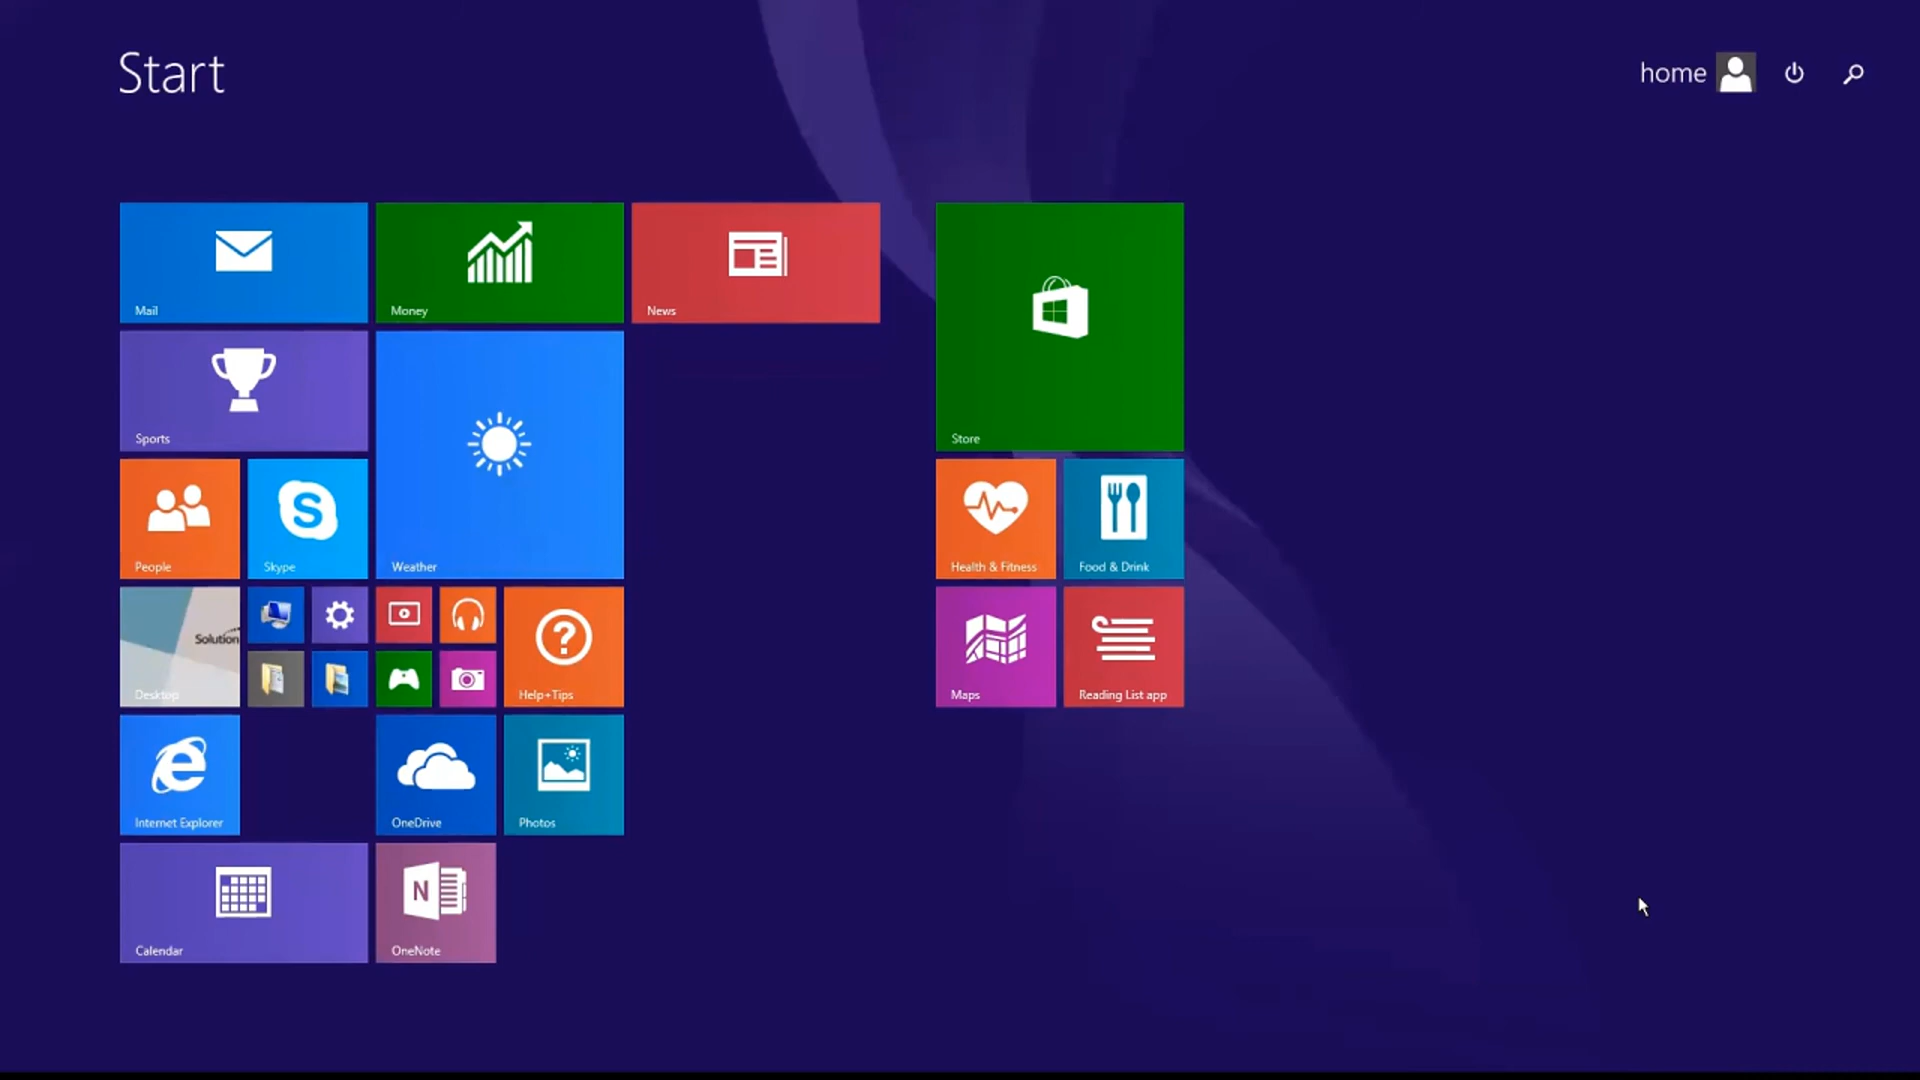 Start
home
Mail
Money
News
Sports
Weather
Store
People
S
Skype
Health & Fitness
Food & Drink
Solution
Desktop
?
Help+Tips
Maps
Reading List app
Internet Explorer
OneDrive
Photos
Calendar
N
OneNote